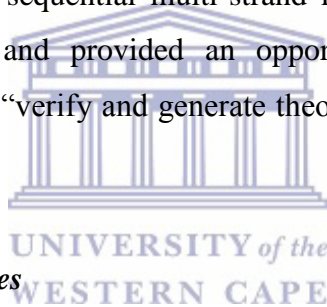 sequential multi strand
and provided an oppor
“verify and generate theo
UNIVERSITY of the
es
WESTERN CAPE